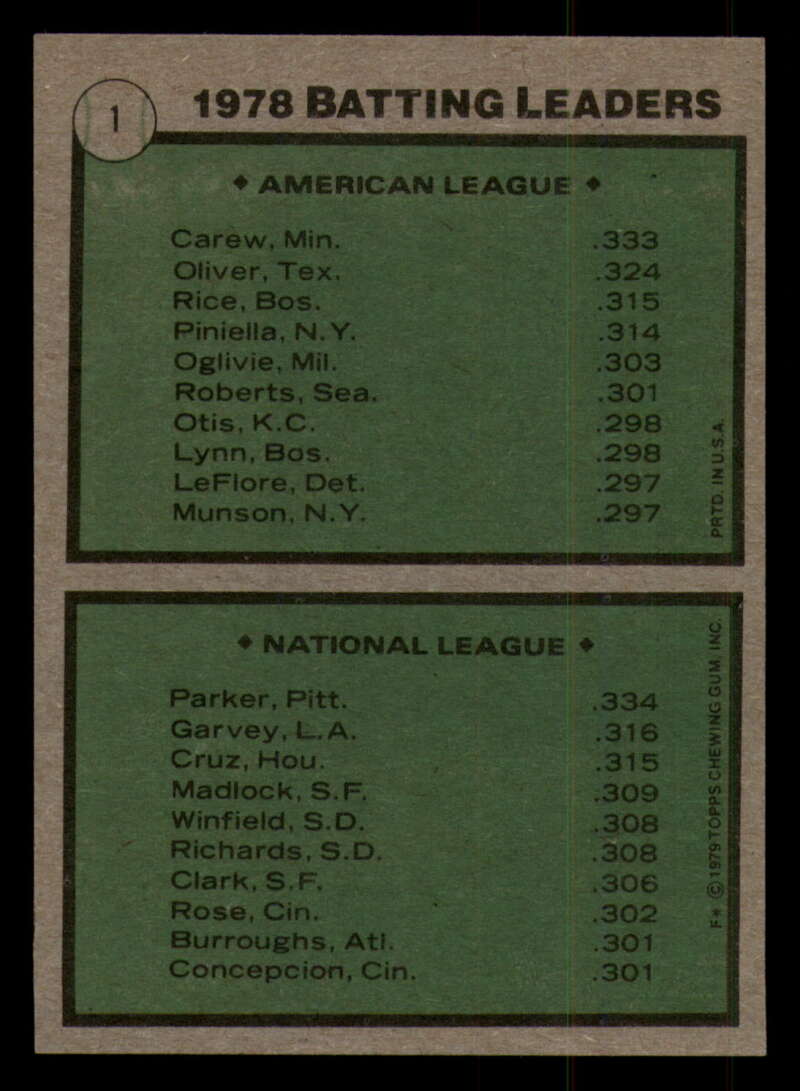 1
1978 BATTING LEADERS
♦ AMERICAN LEAGUE ♦
Carew, Min. .333
Oliver, Tex. .324
Rice, Bos. .315
Piniella, N.Y. .314
Oglivie, Mil. .303
Roberts, Sea. .301
Otis, K.C. .298
Lynn, Bos. .298
LeFlore, Det. .297
Munson, N.Y. .297
PRTD. IN U.S.A.
♦ NATIONAL LEAGUE ♦
Parker, Pitt. .334
Garvey, L.A. .316
Cruz, Hou. .315
Madlock, S.F. .309
Winfield, S.D. .308
Richards, S.D. .308
Clark, S.F. .306
Rose, Cin. .302
Burroughs, Atl. .301
Concepcion, Cin. .301
F* © 1979 TOPPS CHEWING GUM, INC.